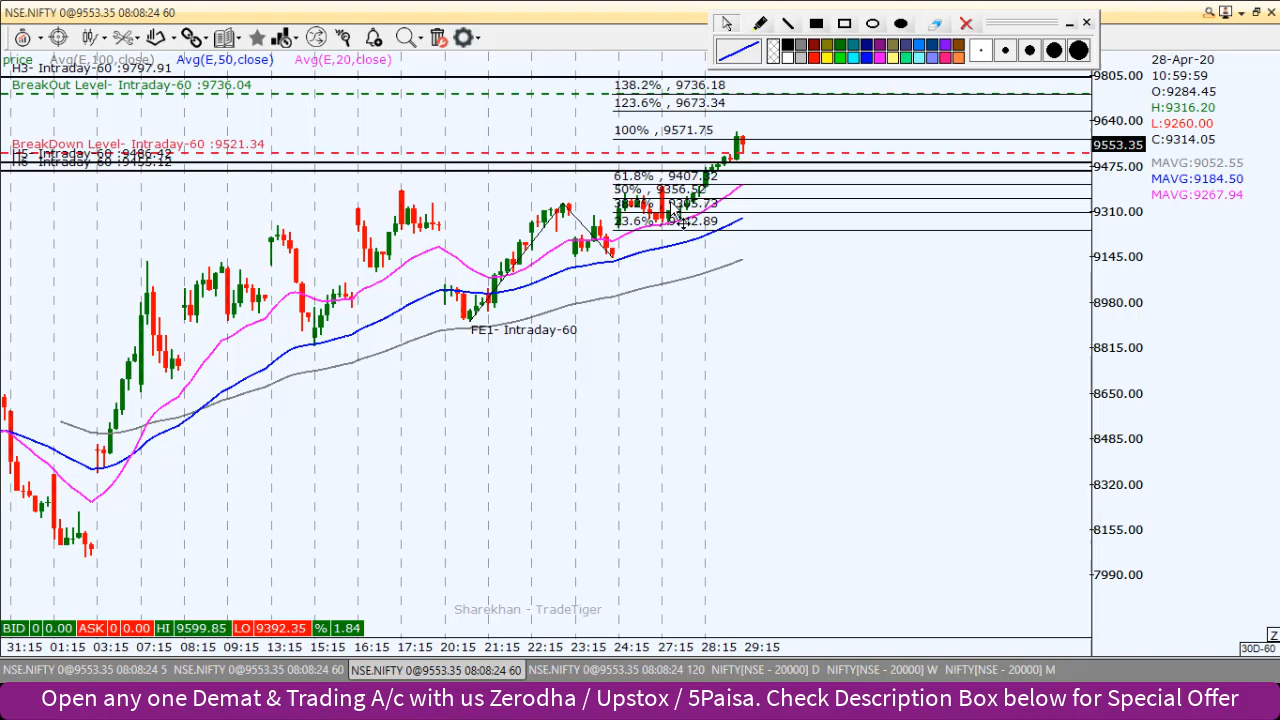 NSE.NIFTY 0@9553.35 08:08:24 60
price Avg(E,100,close) Avg(E,50,close) Avg(E,20,close)
H3- Intraday-60 :9797.91
BreakOut Level- Intraday-60 :9736.04
BreakDown Level- Intraday-60 :9521.34
138.2% , 9736.18
123.6% , 9673.34
100% , 9571.75
61.8% , 9407.32
50% , 9356.52
FE1- Intraday-60
28-Apr-20
10:59:59
O:9284.45
H:9316.20
L:9260.00
C:9314.05
MAVG:9052.55
MAVG:9184.50
MAVG:9267.94
9805.00
9640.00
9553.35
9475.00
9310.00
9145.00
8980.00
8815.00
8650.00
8485.00
8320.00
8155.00
7990.00
Sharekhan - TradeTiger
BID 0 0.00 ASK 0 0.00 HI 9599.85 LO 9392.35 % 1.84
31:15 01:15 03:15 07:15 08:15 09:15 13:15 15:15 16:15 17:15 20:15 21:15 22:15 23:15 24:15 27:15 28:15 29:15
Z
30D-60
NSE.NIFTY 0@9553.35 08:08:24 5 NSE.NIFTY 0@9553.35 08:08:24 60 NSE.NIFTY 0@9553.35 08:08:24 60 NSE.NIFTY 0@9553.35 08:08:24 120 NIFTY[NSE - 20000] D NIFTY[NSE - 20000] W NIFTY[NSE - 20000] M
Open any one Demat & Trading A/c with us Zerodha / Upstox / 5Paisa. Check Description Box below for Special Offer